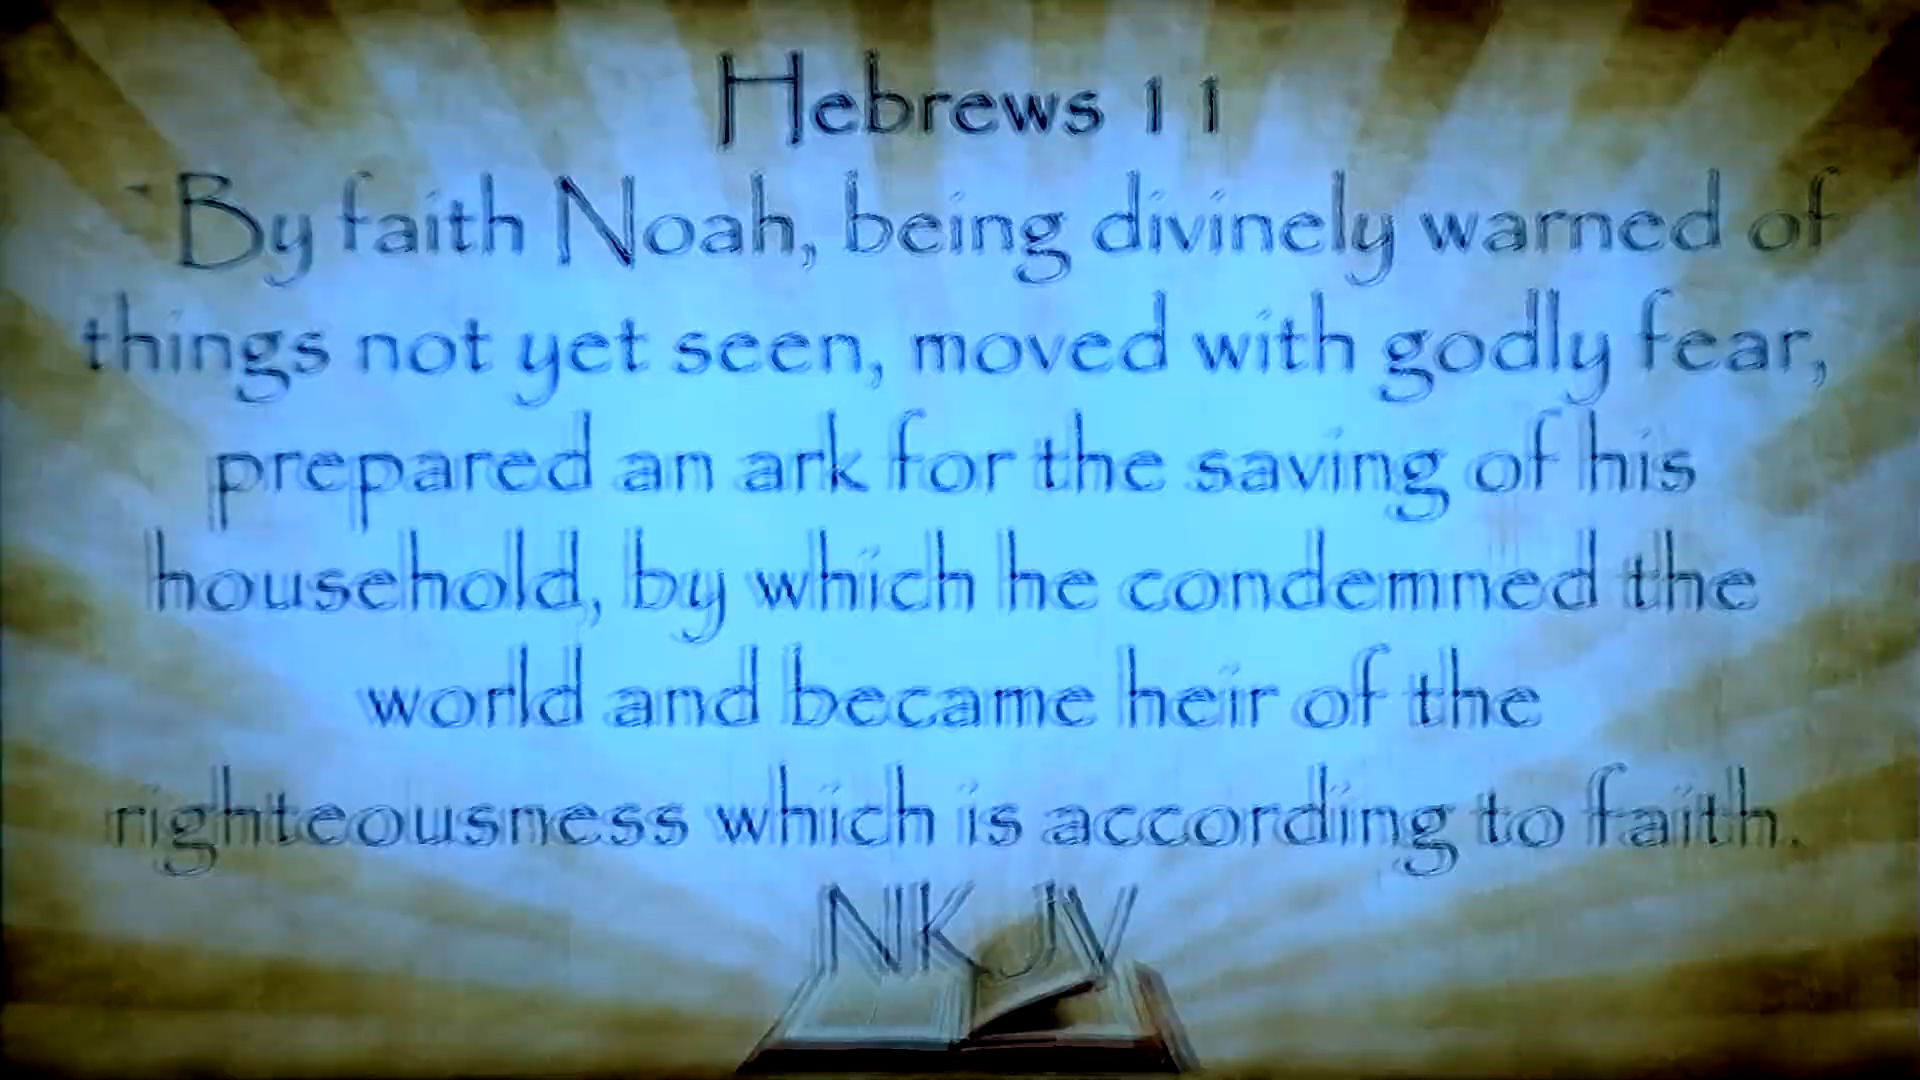 Hebrews 11
By faith Noah, being divinely warned of
things not yet seen, moved with godly fear,
prepared an ark for the saving of his
household, by which he condemned the
world and became heir of the
righteousness which is according to faith.
NKJV